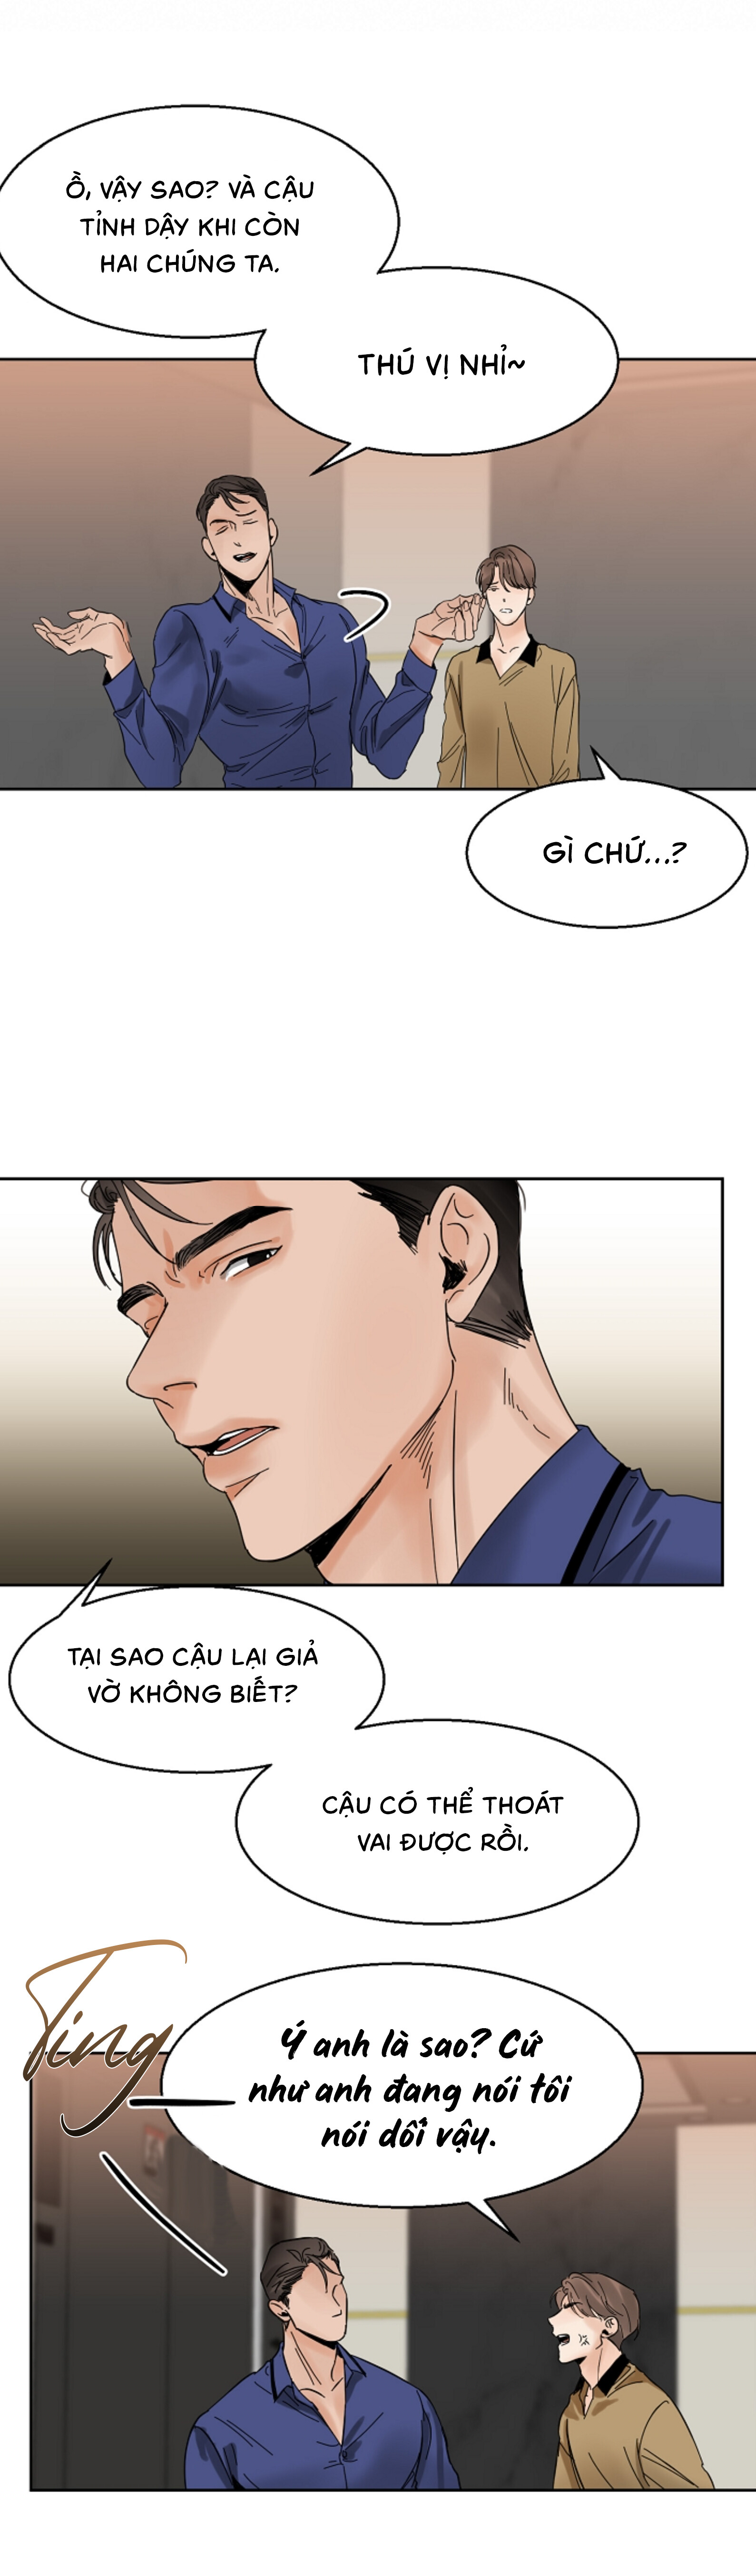 Ồ, VẬY SAO? VÀ CẬU
TỈNH DẬY KHI CÒN
HAI CHÚNG TA.
THÚ VỊ NHỈ~
GÌ CHỨ...?
TẠI SAO CẬU LẠI GIẢ
VỜ KHÔNG BIẾT?
CẬU CÓ THỂ THOÁT
VAI ĐƯỢC RỒI.
Ting
Ý anh là sao? Cứ
như anh đang nói tôi
nói dối vậy.